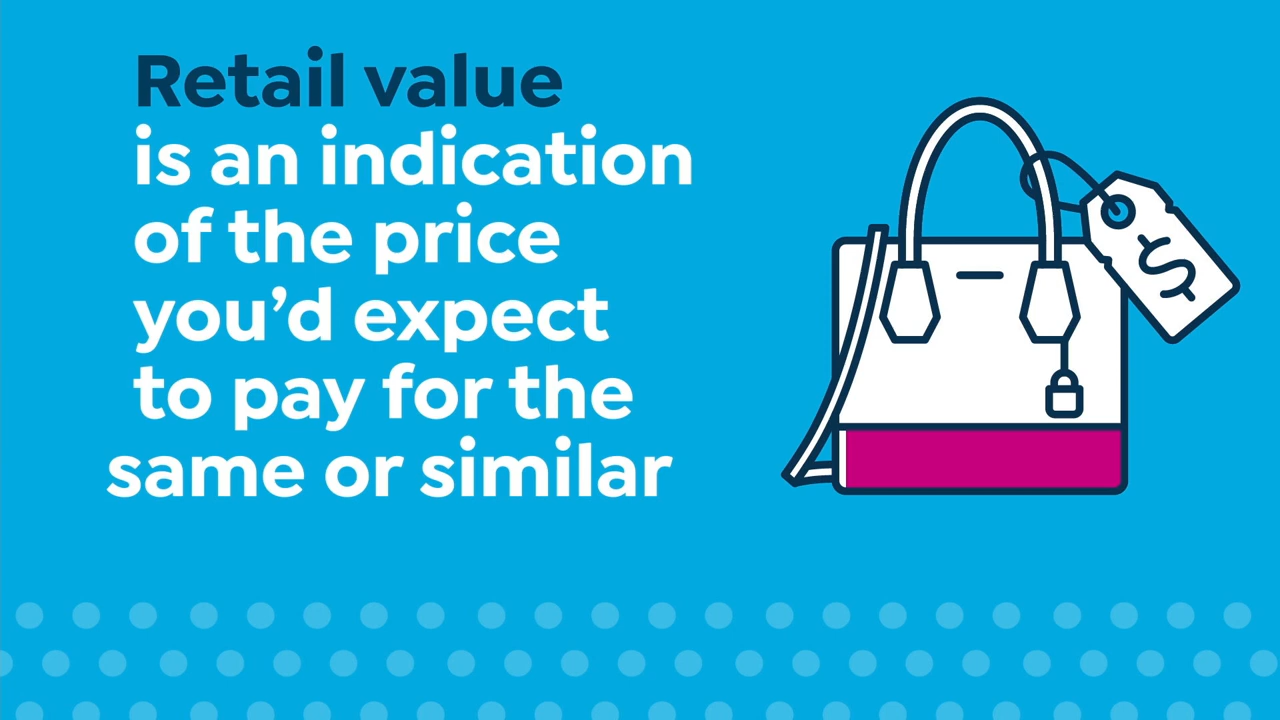 Retail value
is an indication
of the price
you’d expect
to pay for the
same or similar
$